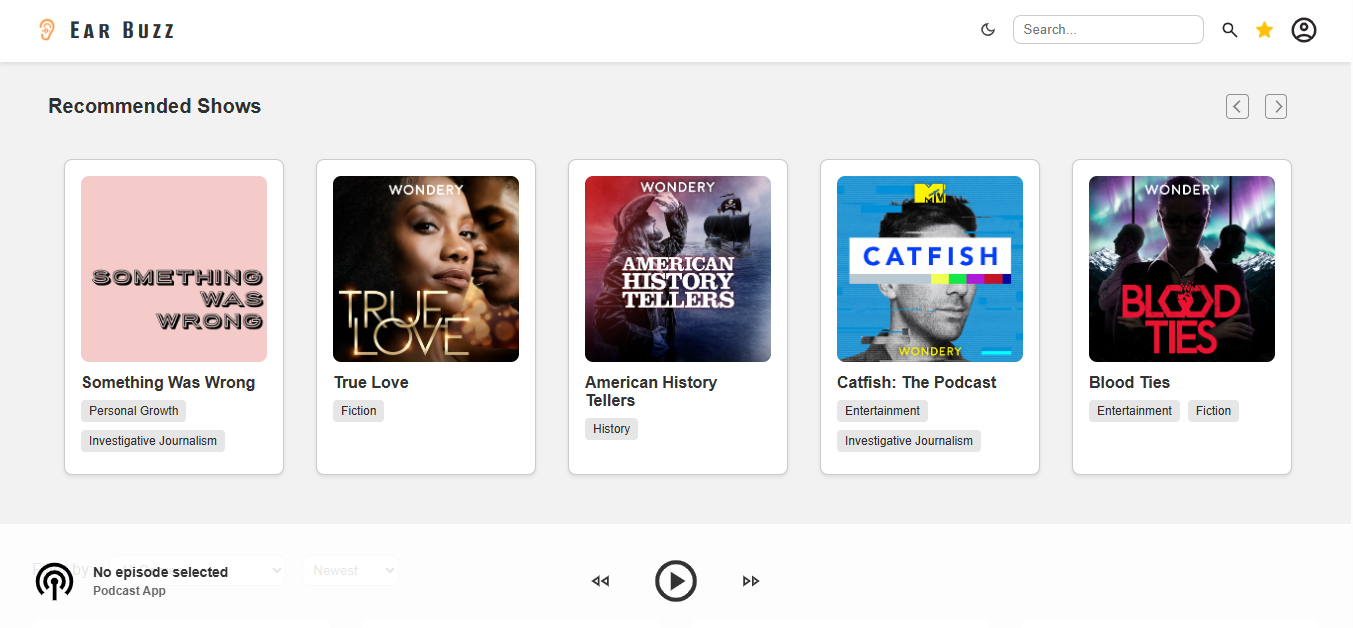 Ear Buzz
Search...
Recommended Shows
SOMETHING
WAS
WRONG
Something Was Wrong
Personal Growth
Investigative Journalism
WONDERY
TRUE
LOVE
True Love
Fiction
WONDERY
AMERICAN
HISTORY
TELLERS
American History
Tellers
History
MTV
CATFISH
WONDERY
Catfish: The Podcast
Entertainment
Investigative Journalism
WONDERY
BLOOD
TIES
Blood Ties
Entertainment Fiction
No episode selected
Podcast App
Newest